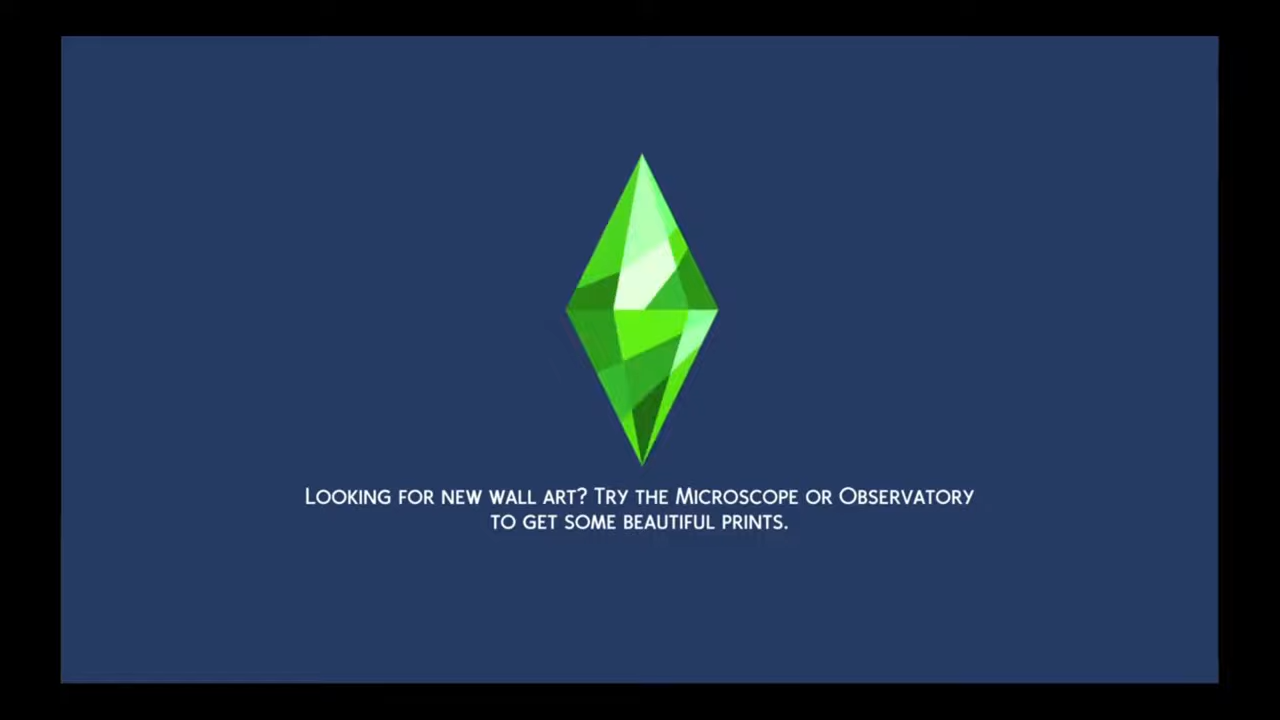 Looking for new wall art? Try the Microscope or Observatory
to get some beautiful prints.